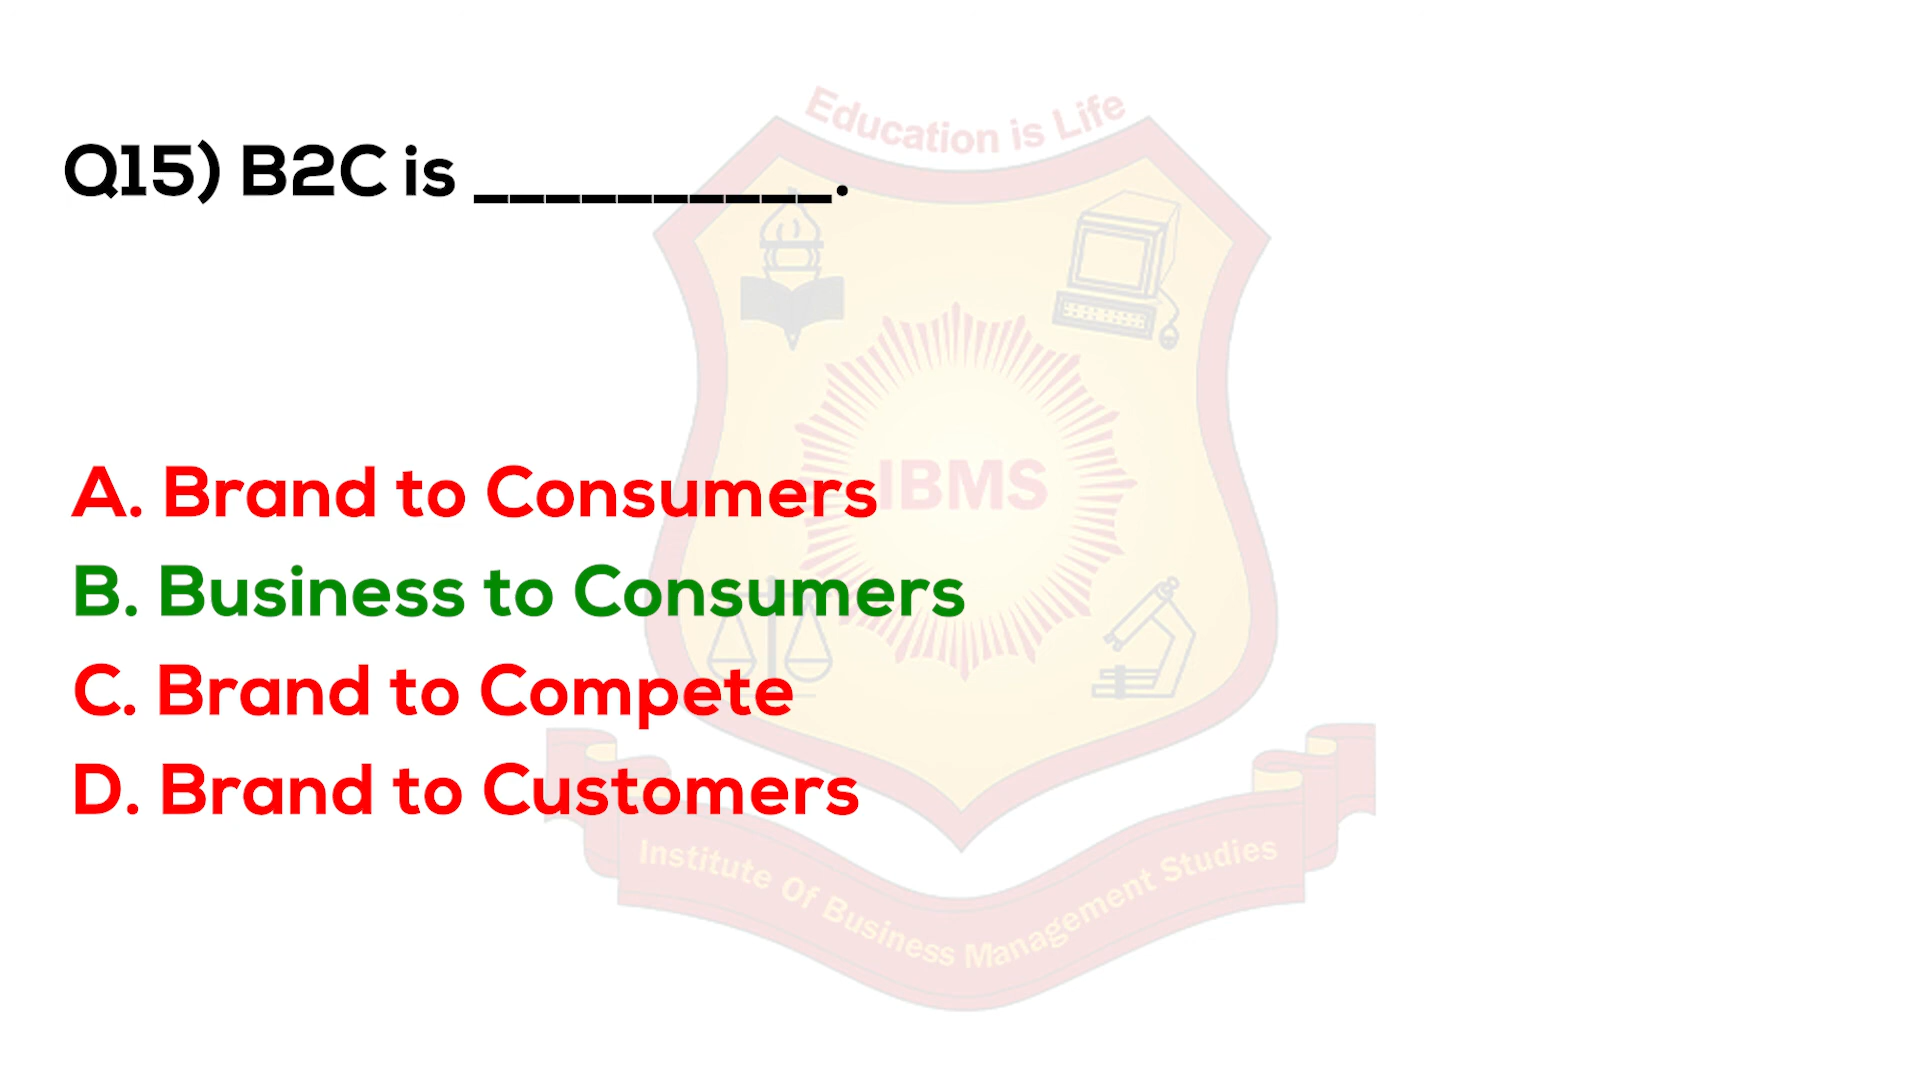 Education is Life
Q15) B2C is __________.
IBMS
A. Brand to Consumers
B. Business to Consumers
C. Brand to Compete
D. Brand to Customers
Institute Of Business Management Studies